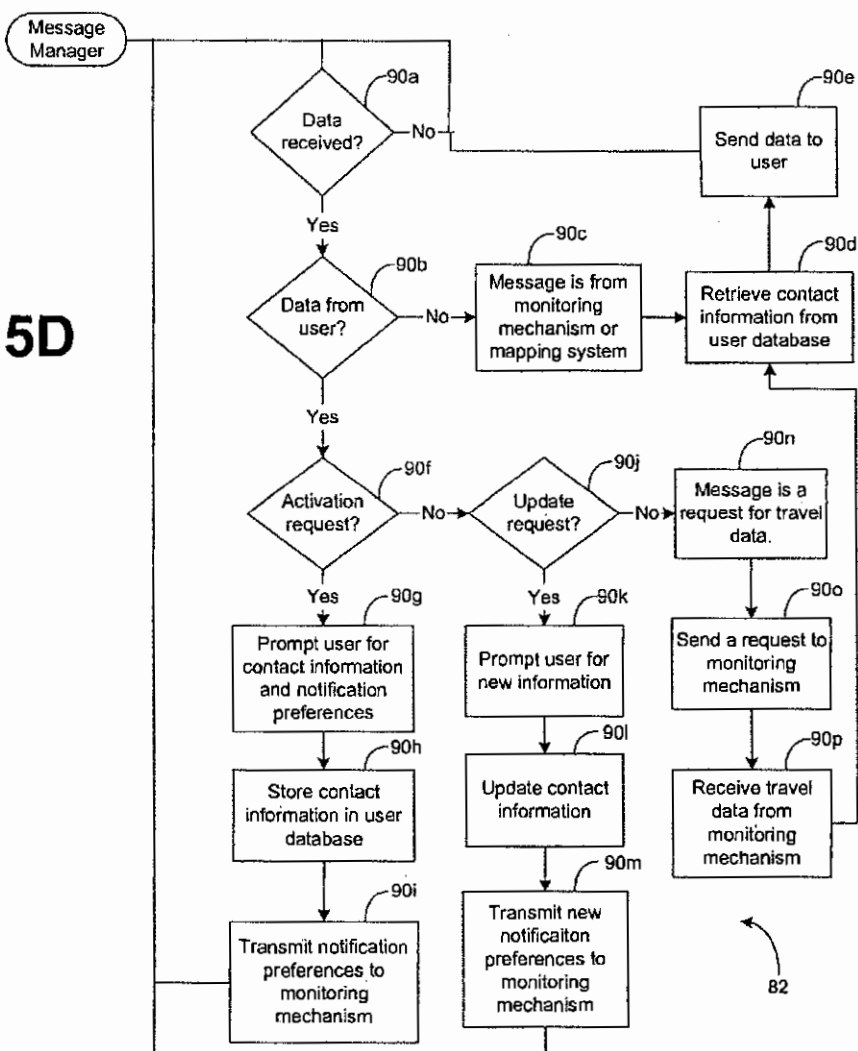 Message
Manager
90a
Data
received?
No
90e
Send data to
user
Yes
90b
Data from
user?
No
90c
Message is from
monitoring
mechanism or
mapping system
90d
Retrieve contact
information from
user database
5D
Yes
90f
Activation
request?
No
90j
Update
request?
No
90n
Message is a
request for travel
data.
Yes
90g
Prompt user for
contact information
and notification
preferences
Yes
90k
Prompt user for
new information
90o
Send a request to
monitoring
mechanism
90h
Store contact
information in user
database
90l
Update contact
information
90p
Receive travel
data from
monitoring
mechanism
90i
Transmit notification
preferences to
monitoring
mechanism
90m
Transmit new
notificaiton
preferences to
monitoring
mechanism
82